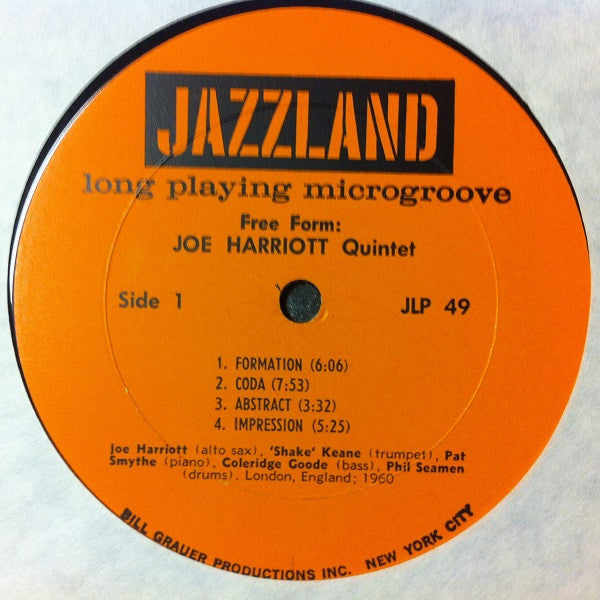 JAZZLAND
long playing microgroove
Free Form:
JOE HARRIOTT Quintet
Side 1 JLP 49
1. FORMATION (6:06)
2. CODA (7:53)
3. ABSTRACT (3:32)
4. IMPRESSION (5:25)
Joe Harriott (alto sax), 'Shake' Keane (trumpet), Pat
Smythe (piano), Coleridge Goode (bass), Phil Seamen
(drums). London, England; 1960
BILL GRAUER PRODUCTIONS INC. NEW YORK CITY